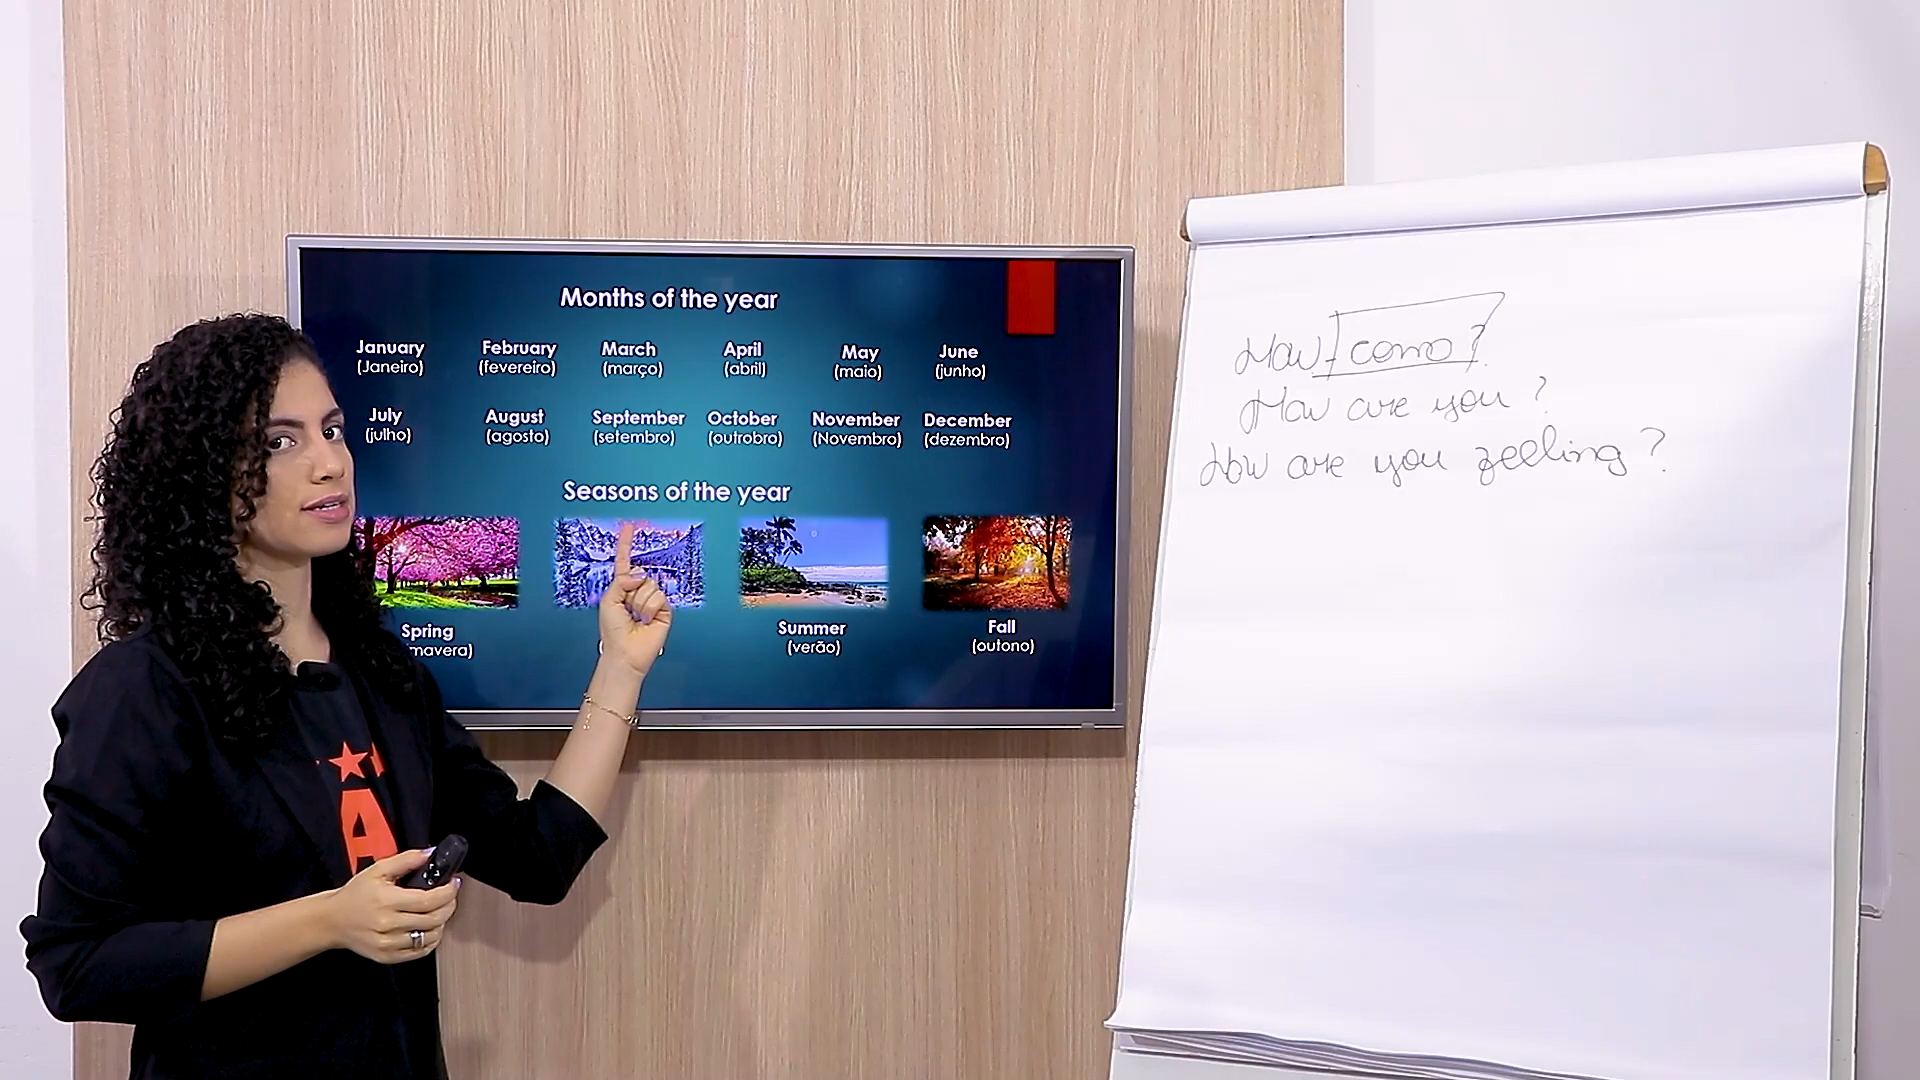 Months of the year
January February March April May June
(Janeiro) (fevereiro) (março) (abril) (maio) (junho)
July August September October November December
(julho) (agosto) (setembro) (outrobro) (Novembro) (dezembro)
Seasons of the year
Spring Summer Fall
mavera) (verão) (outono)
A
How como?
How are you?
How are you feeling?